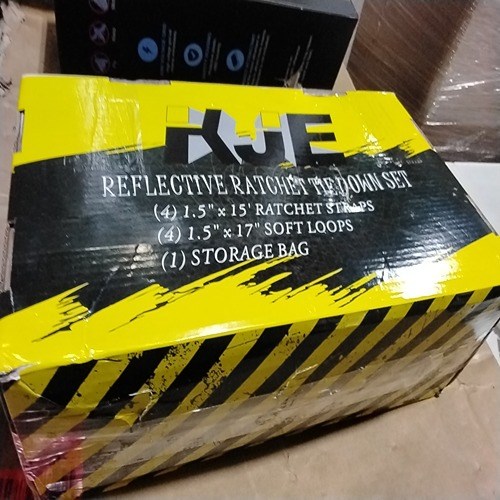 KJE
REFLECTIVE RATCHET TIE DOWN SET
(4) 1.5" x 15' RATCHET STRAPS
(4) 1.5" x 17" SOFT LOOPS
(1) STORAGE BAG